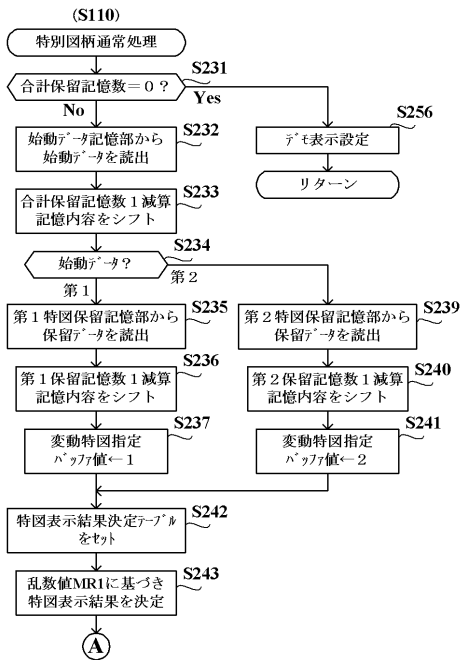 (S110)
特別図柄通常処理
S231
合計保留記憶数＝０？
No
Yes
S256
デモ表示設定
リターン
S232
始動データ記憶部から
始動データを読出
S233
合計保留記憶数１減算
記憶内容をシフト
S234
始動データ？
第１
第２
S235
第１特図保留記憶部から
保留データを読出
S239
第２特図保留記憶部から
保留データを読出
S236
第１保留記憶数１減算
記憶内容をシフト
S240
第２保留記憶数１減算
記憶内容をシフト
S237
変動特図指定
バッファ値←１
S241
変動特図指定
バッファ値←２
S242
特図表示結果決定テーブル
をセット
S243
乱数値MR1に基づき
特図表示結果を決定
A